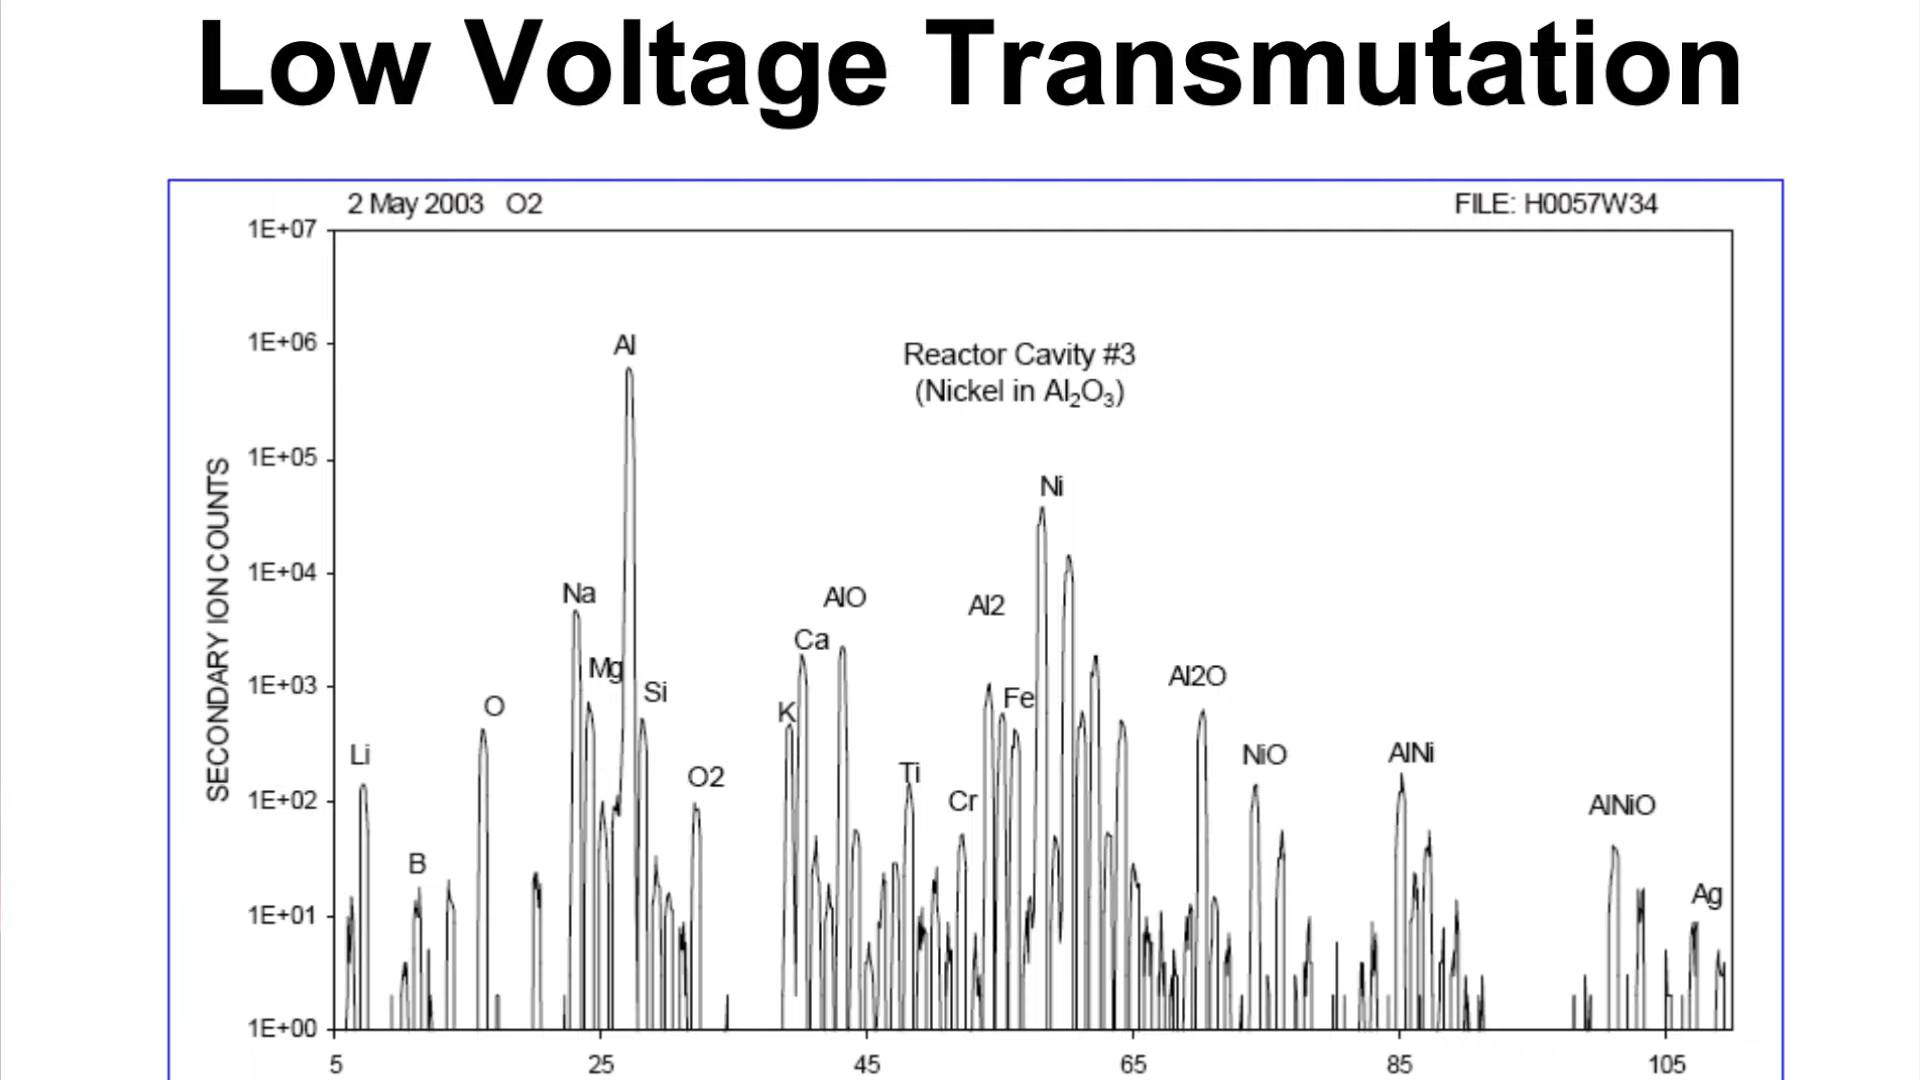 Low Voltage Transmutation
2 May 2003 O2 FILE: H0057W34
1E+07
1E+06
1E+05
1E+04
1E+03
1E+02
1E+01
1E+00
SECONDARY ION COUNTS
Reactor Cavity #3
(Nickel in Al₂O₃)
Li
B
O
Na
Mg
Al
Si
O2
K
Ca
AlO
Ti
Cr
Al2
Fe
Ni
Al2O
NiO
AlNi
AlNiO
Ag
5 25 45 65 85 105